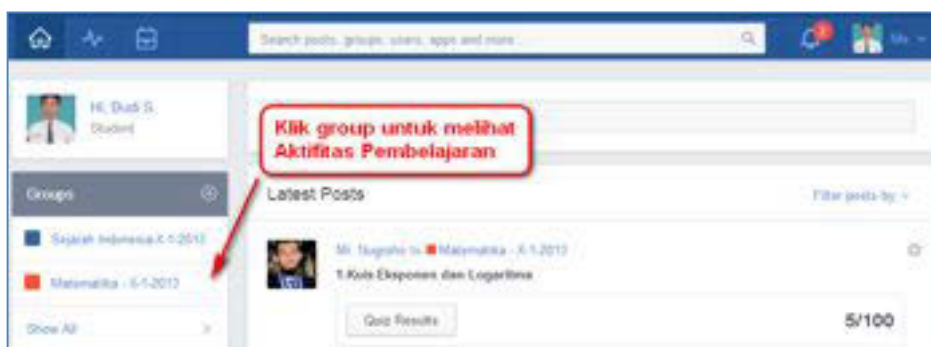 Search posts, groups, users, apps and more...
2
Me
Hi, Budi S.
Student
Klik group untuk melihat
Aktifitas Pembelajaran
Groups
Latest Posts
Filter posts by
Sejarah Indonesia-X-1-2013
Mr. Nugroho to Matematika - X-1-2013
1.Kuis Eksponen dan Logaritma
Matematika - X-1-2013
Quiz Results
5/100
Show All